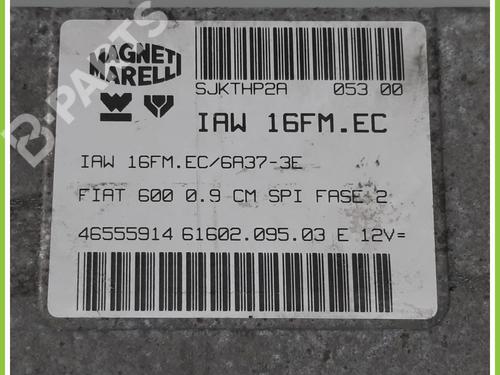 MAGNETI
MARELLI
SJKTHP2A 053 00
IAW 16FM.EC
IAW 16FM.EC/6A37-3E
FIAT 600 0.9 CM SPI FASE 2
46555914 61602.095.03 E 12V=
B-PARTS